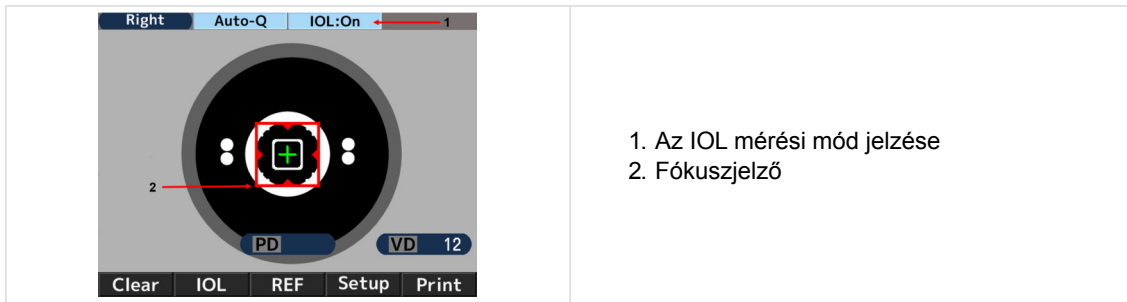 Right Auto-Q IOL:On 1
2
PD VD 12
Clear IOL REF Setup Print
1. Az IOL mérési mód jelzése
2. Fókuszjelző